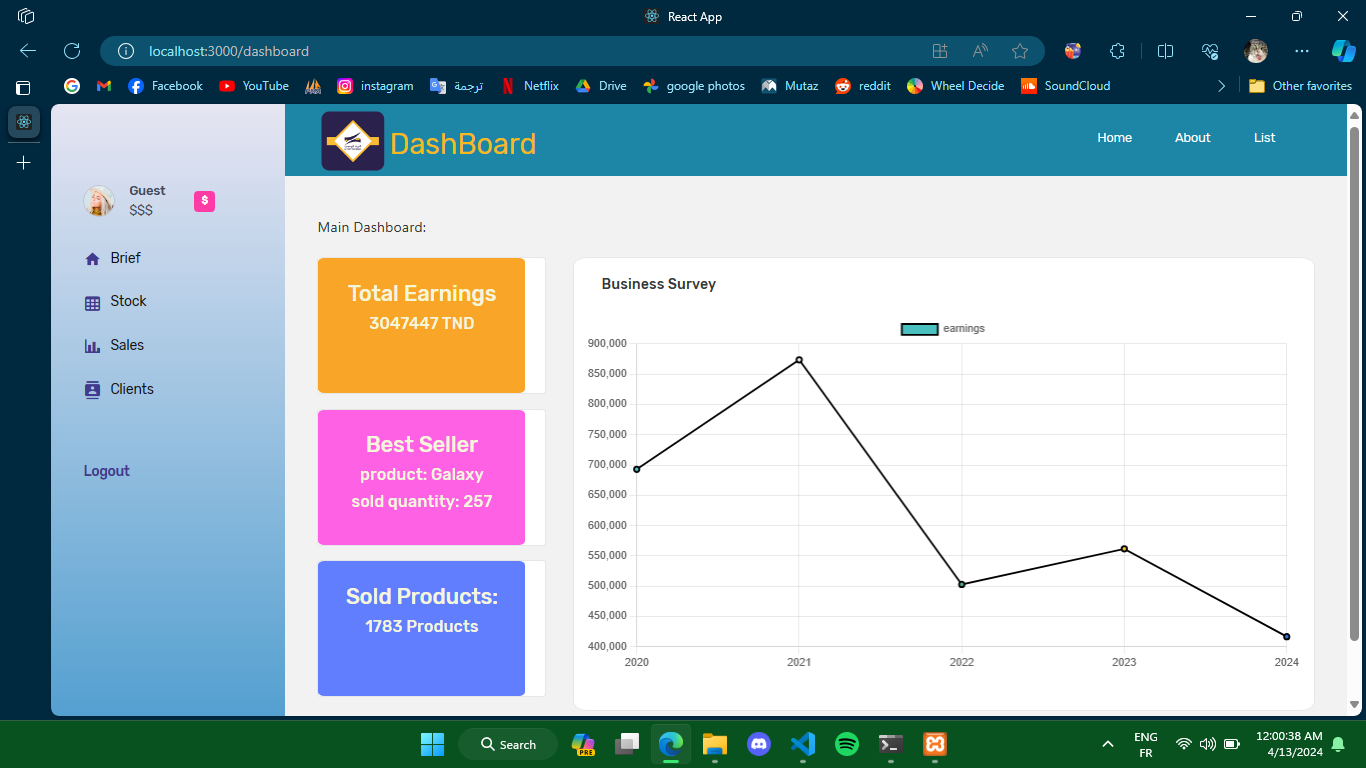 React App
localhost:3000/dashboard
Facebook
YouTube
instagram
ترجمة
Netflix
Drive
google photos
Mutaz
reddit
Wheel Decide
SoundCloud
Other favorites
DashBoard
Home
About
List
Guest
$$$
$
Brief
Stock
Sales
Clients
Logout
Main Dashboard:
Total Earnings
3047447 TND
Best Seller
product: Galaxy
sold quantity: 257
Sold Products:
1783 Products
Business Survey
earnings
900,000
850,000
800,000
750,000
700,000
650,000
600,000
550,000
500,000
450,000
400,000
2020
2021
2022
2023
2024
Search
PRE
ENG
FR
12:00:38 AM
4/13/2024